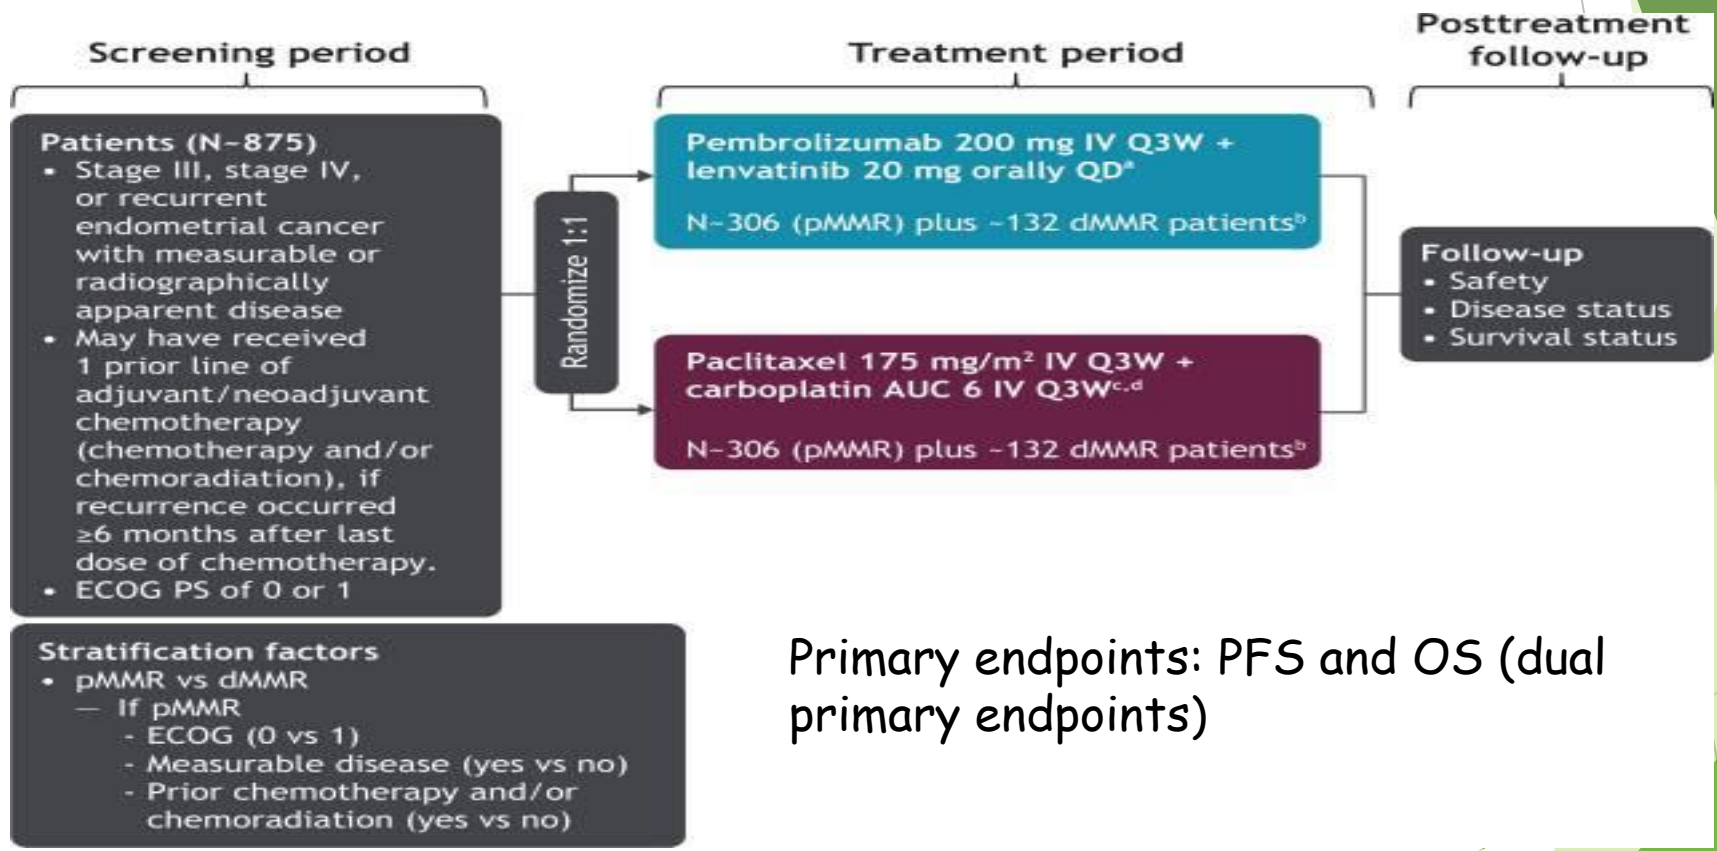 Screening period
Patients (N~875)
• Stage III, stage IV,
or recurrent
endometrial cancer
with measurable or
radiographically
apparent disease
• May have received
1 prior line of
adjuvant/neoadjuvant
chemotherapy
(chemotherapy and/or
chemoradiation), if
recurrence occurred
≥6 months after last
dose of chemotherapy.
• ECOG PS of 0 or 1
Stratification factors
• pMMR vs dMMR
— If pMMR
- ECOG (0 vs 1)
- Measurable disease (yes vs no)
- Prior chemotherapy and/or
chemoradiation (yes vs no)
Randomize 1:1
Treatment period
Pembrolizumab 200 mg IV Q3W +
lenvatinib 20 mg orally QDᵃ
N~306 (pMMR) plus ~132 dMMR patientsᵇ
Paclitaxel 175 mg/m² IV Q3W +
carboplatin AUC 6 IV Q3Wᶜ,ᵈ
N~306 (pMMR) plus ~132 dMMR patientsᵇ
Posttreatment
follow-up
Follow-up
• Safety
• Disease status
• Survival status
Primary endpoints: PFS and OS (dual
primary endpoints)